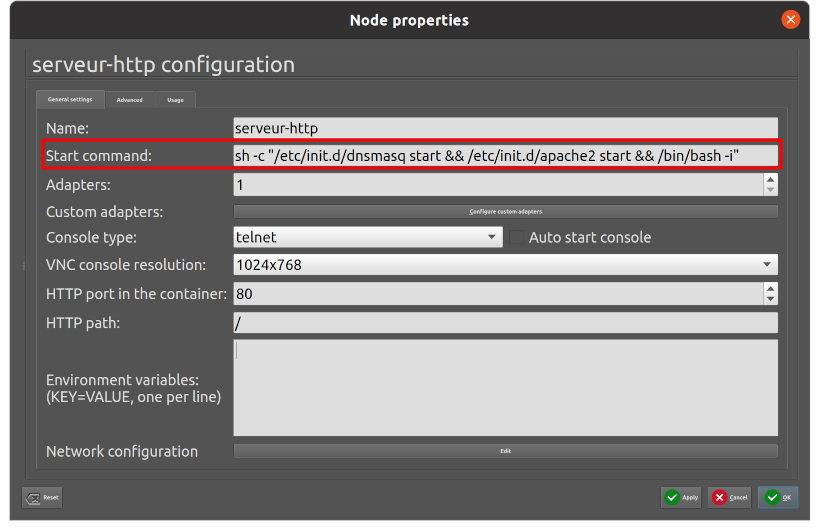 Node properties
serveur-http configuration
General settings Advanced Usage
Name: serveur-http
Start command: sh -c "/etc/init.d/dnsmasq start && /etc/init.d/apache2 start && /bin/bash -i"
Adapters: 1
Custom adapters: Configure custom adapters
Console type: telnet Auto start console
VNC console resolution: 1024x768
HTTP port in the container: 80
HTTP path: /
Environment variables:
(KEY=VALUE, one per line)
Network configuration Edit
Reset Apply Cancel OK